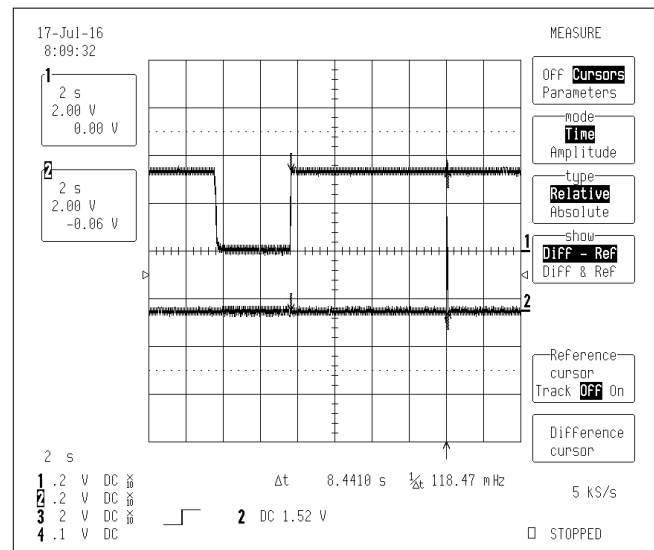 17-Jul-16
8:09:32
1
2 s
2.00 V
0.00 V
2
2 s
2.00 V
-0.06 V
1
2
MEASURE
Off Cursors
Parameters
mode
Time
Amplitude
type
Relative
Absolute
show
Diff - Ref
Diff & Ref
Reference
cursor
Track Off On
Difference
cursor
2 s
1 .2 V DC × 10
2 .2 V DC × 10
3 2 V DC × 10
4 .1 V DC
Δt 8.4410 s 1/Δt 118.47 mHz
2 DC 1.52 V
5 kS/s
STOPPED